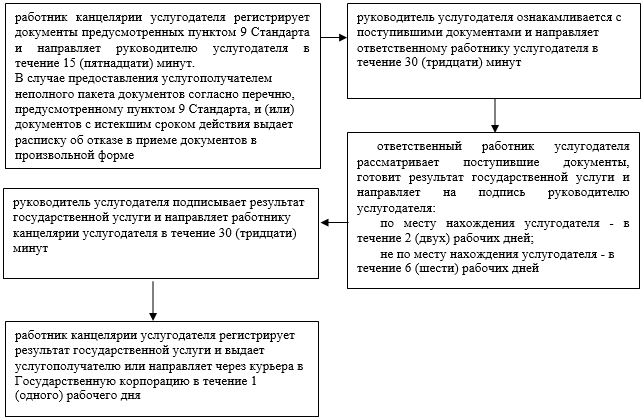 работник канцелярии услугодателя регистрирует
документы предусмотренных пунктом 9 Стандарта
и направляет руководителю услугодателя в
течение 15 (пятнадцати) минут.
В случае предоставления услугополучателем
неполного пакета документов согласно перечню,
предусмотренному пунктом 9 Стандарта, и (или)
документов с истекшим сроком действия выдает
расписку об отказе в приеме документов в
произвольной форме
руководитель услугодателя ознакамливается с
поступившими документами и направляет
ответственному работнику услугодателя в
течение 30 (тридцати) минут
ответственный работник услугодателя
рассматривает поступившие документы,
готовит результат государственной услуги и
направляет на подпись руководителю
услугодателя:
по месту нахождения услугодателя - в
течение 2 (двух) рабочих дней;
не по месту нахождения услугодателя - в
течение 6 (шести) рабочих дней
руководитель услугодателя подписывает результат
государственной услуги и направляет работнику
канцелярии услугодателя в течение 30 (тридцати)
минут
работник канцелярии услугодателя регистрирует
результат государственной услуги и выдает
услугополучателю или направляет через курьера в
Государственную корпорацию в течение 1
(одного) рабочего дня